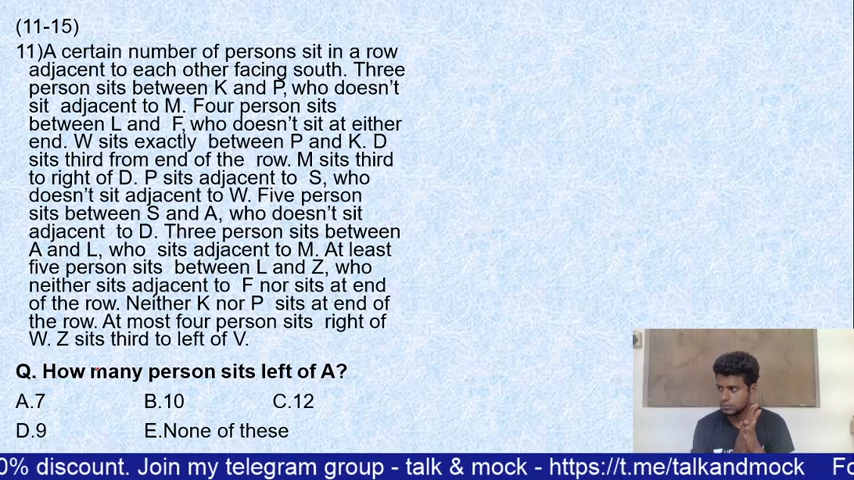 (11-15)
11)A certain number of persons sit in a row
adjacent to each other facing south. Three
person sits between K and P, who doesn't
sit adjacent to M. Four person sits
between L and F, who doesn't sit at either
end. W sits exactly between P and K. D
sits third from end of the row. M sits third
to right of D. P sits adjacent to S, who
doesn't sit adjacent to W. Five person
sits between S and A, who doesn't sit
adjacent to D. Three person sits between
A and L, who sits adjacent to M. At least
five person sits between L and Z, who
neither sits adjacent to F nor sits at end
of the row. Neither K nor P sits at end of
the row. At most four person sits right of
W. Z sits third to left of V.
Q. How many person sits left of A?
A.7 B.10 C.12
D.9 E.None of these
0% discount. Join my telegram group - talk & mock - https://t.me/talkandmock Fo